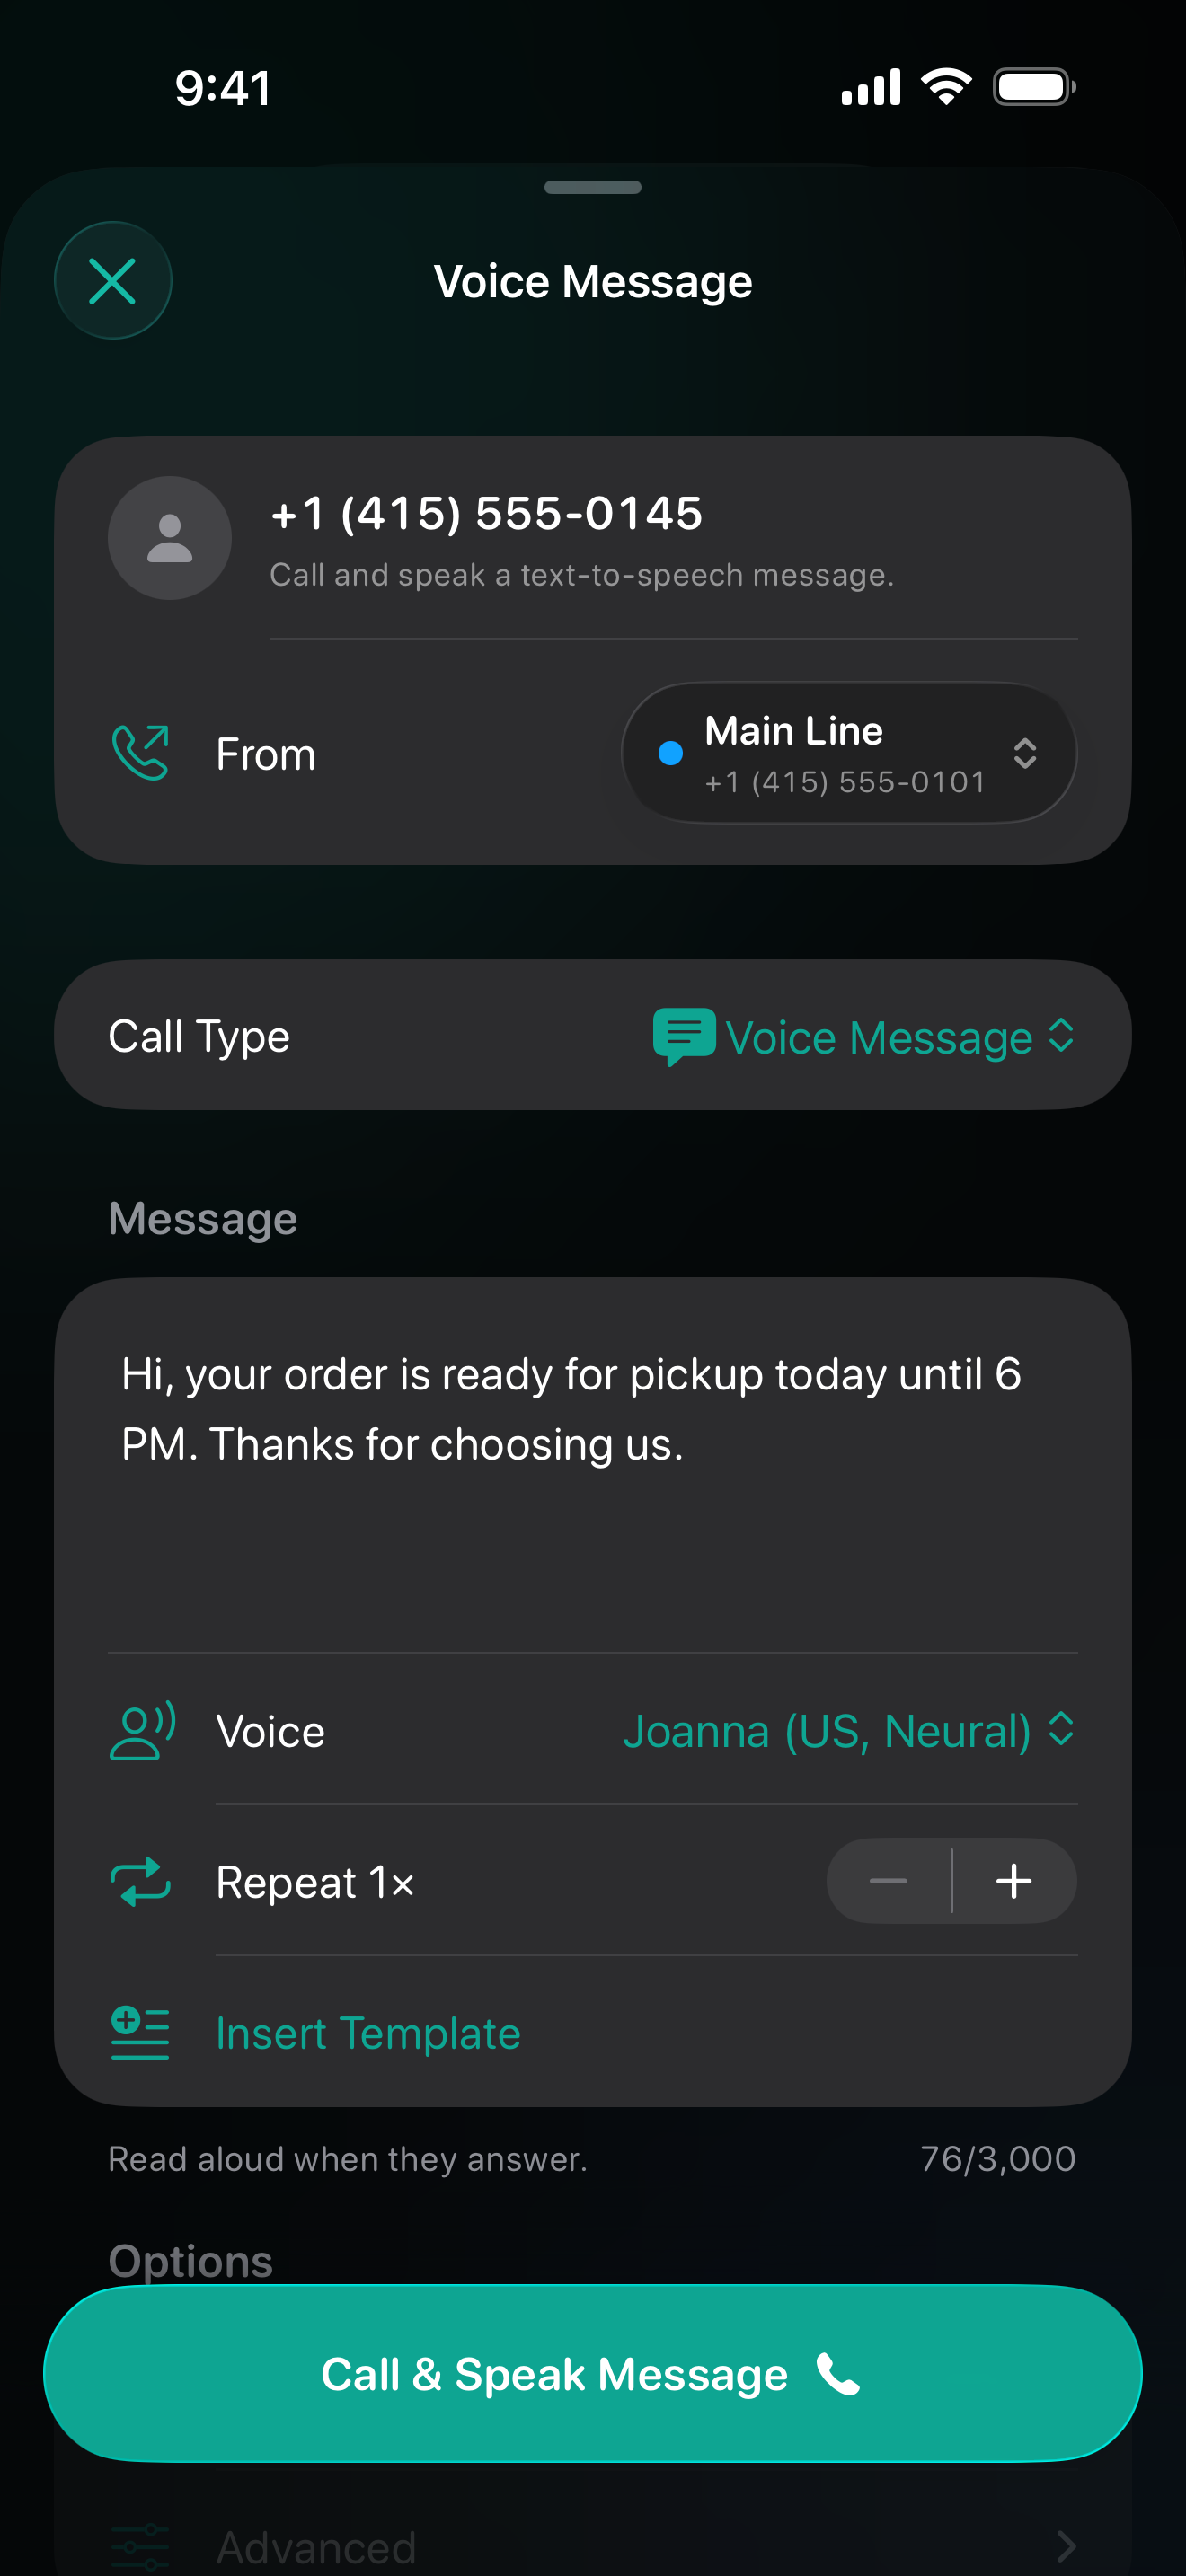 9:41
Voice Message
+1 (415) 555-0145
Call and speak a text-to-speech message.
From
Main Line
+1 (415) 555-0101
Call Type
Voice Message
Message
Hi, your order is ready for pickup today until 6
PM. Thanks for choosing us.
Voice
Joanna (US, Neural)
Repeat 1×
Insert Template
Read aloud when they answer.
76/3,000
Options
Call & Speak Message
Advanced